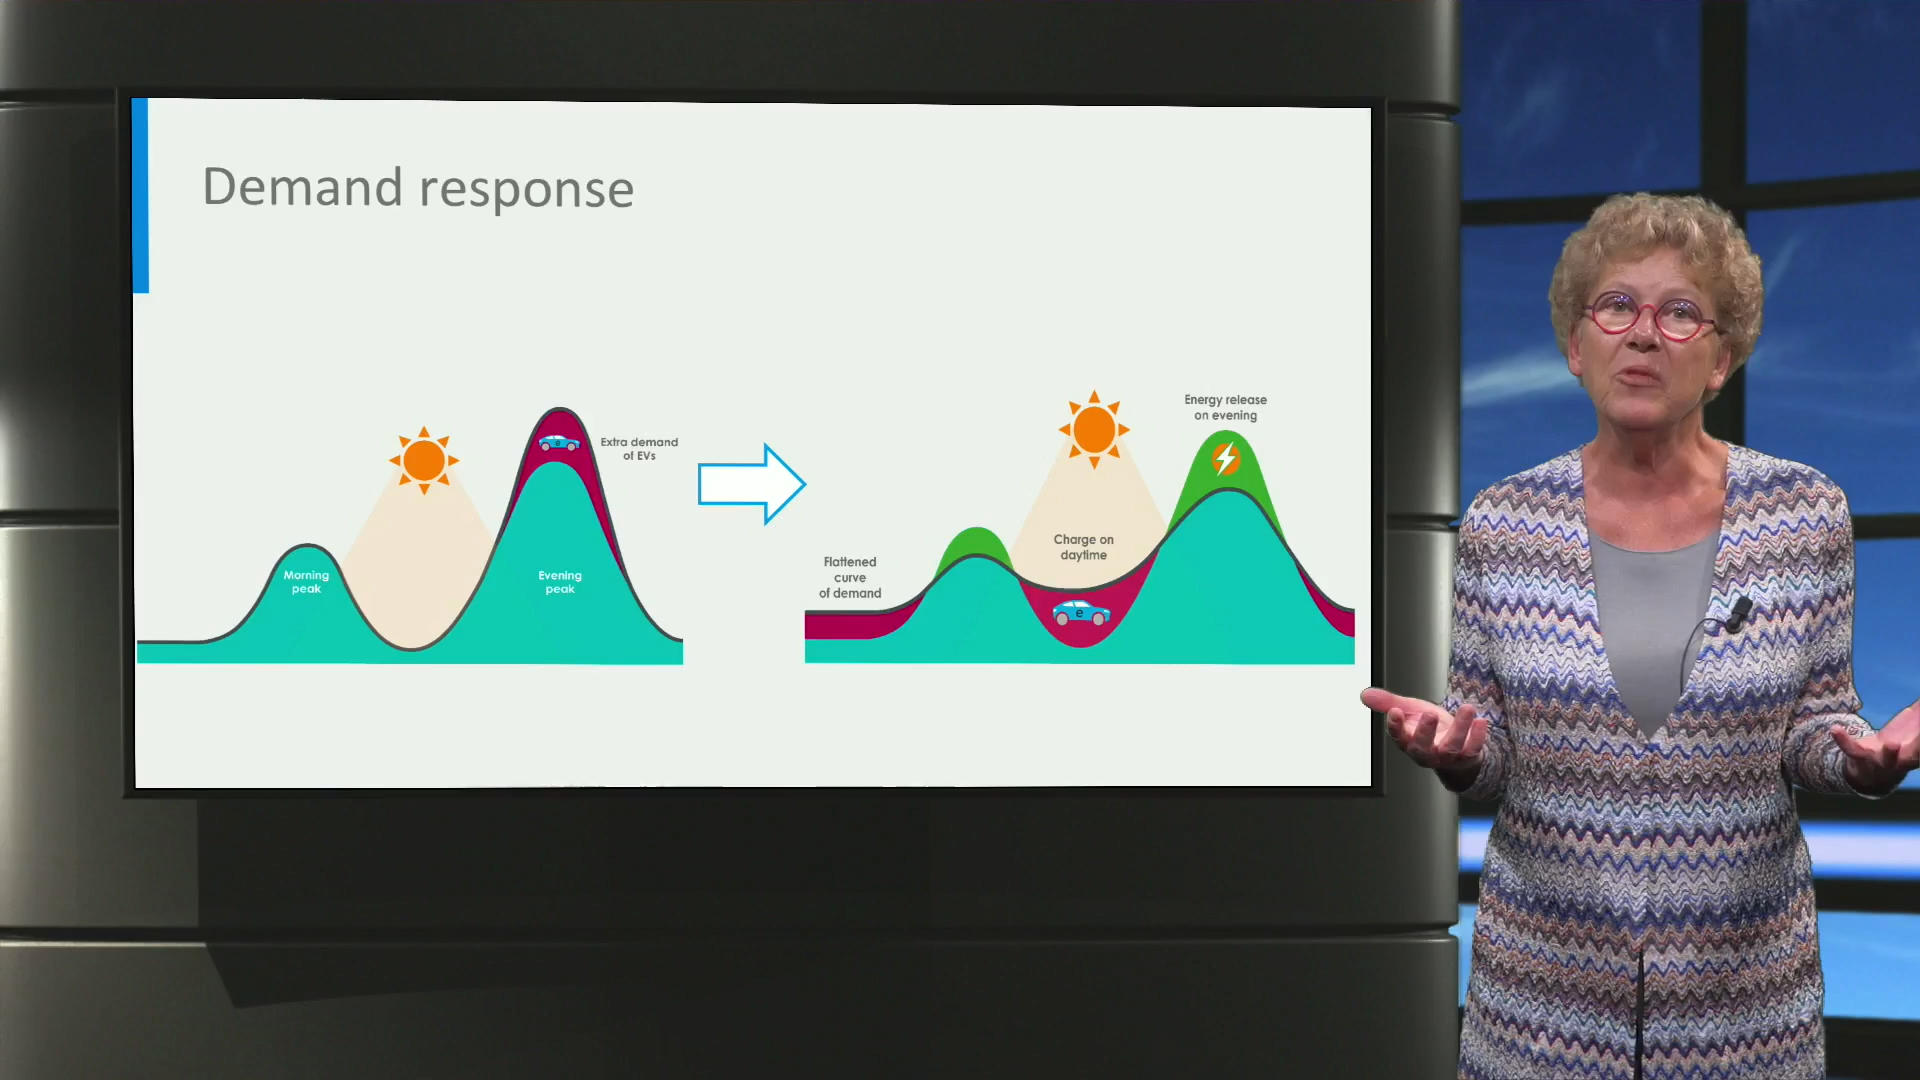 Demand response
Extra demand
of EVs
Morning
peak
Evening
peak
e
Energy release
on evening
Charge on
daytime
Flattened
curve
of demand
e